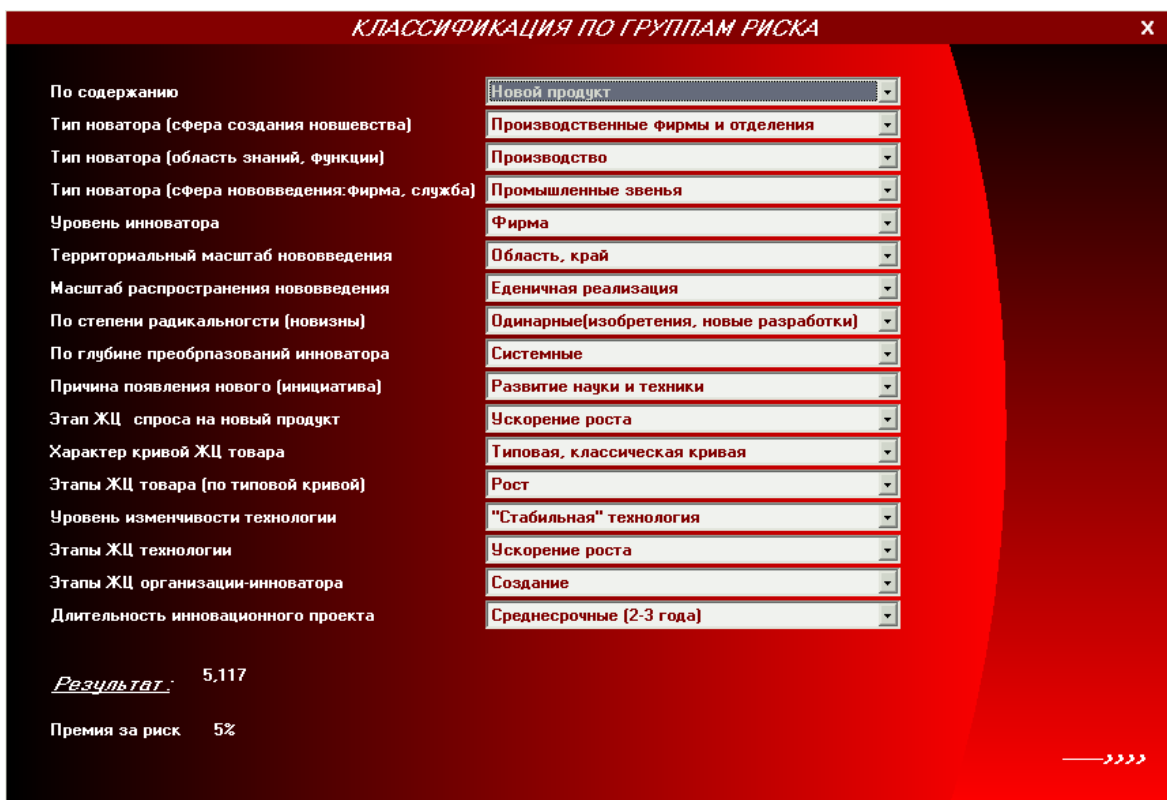 КЛАССИФИКАЦИЯ ПО ГРУППАМ РИСКА X
По содержанию Новой продукт
Тип новатора (сфера создания новшевства) Производственные фирмы и отделения
Тип новатора (область знаний, функции) Производство
Тип новатора (сфера нововведения:фирма, служба) Промышленные звенья
Уровень инноватора Фирма
Территориальный масштаб нововведения Область, край
Масштаб распространения нововведения Еденичная реализация
По степени радикальногсти (новизны) Одинарные(изобретения, новые разработки)
По глубине преобрпазований инноватора Системные
Причина появления нового (инициатива) Развитие науки и техники
Этап ЖЦ спроса на новый продукт Ускорение роста
Характер кривой ЖЦ товара Типовая, классическая кривая
Этапы ЖЦ товара (по типовой кривой) Рост
Уровень изменчивости технологии "Стабильная" технология
Этапы ЖЦ технологии Ускорение роста
Этапы ЖЦ организации-инноватора Создание
Длительность инновационного проекта Среднесрочные (2-3 года)
Результат: 5,117
Премия за риск 5%